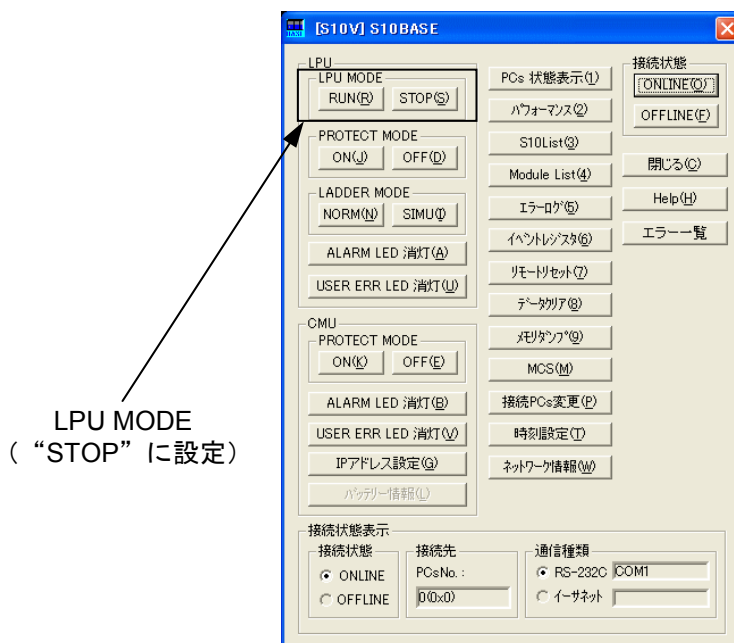 [S10V] S10BASE
LPU
LPU MODE
RUN(R) STOP(S)
PROTECT MODE
ON(J) OFF(D)
LADDER MODE
NORM(N) SIMU(I)
ALARM LED 消灯(A)
USER ERR LED 消灯(U)
CMU
PROTECT MODE
ON(K) OFF(E)
ALARM LED 消灯(B)
USER ERR LED 消灯(V)
IPアドレス設定(G)
バッテリー情報(L)
PCs 状態表示(1)
パフォーマンス(2)
S10List(3)
Module List(4)
エラーログ(5)
イベントレジスタ(6)
リモートリセット(7)
データクリア(8)
メモリダンプ(9)
MCS(M)
接続PCs変更(P)
時刻設定(T)
ネットワーク情報(W)
接続状態
ONLINE(O)
OFFLINE(F)
閉じる(C)
Help(H)
エラー一覧
接続状態表示
接続状態
ONLINE
OFFLINE
接続先
PCsNo. :
0(0x0)
通信種類
RS-232C COM1
イーサネット
LPU MODE
(“STOP”に設定)